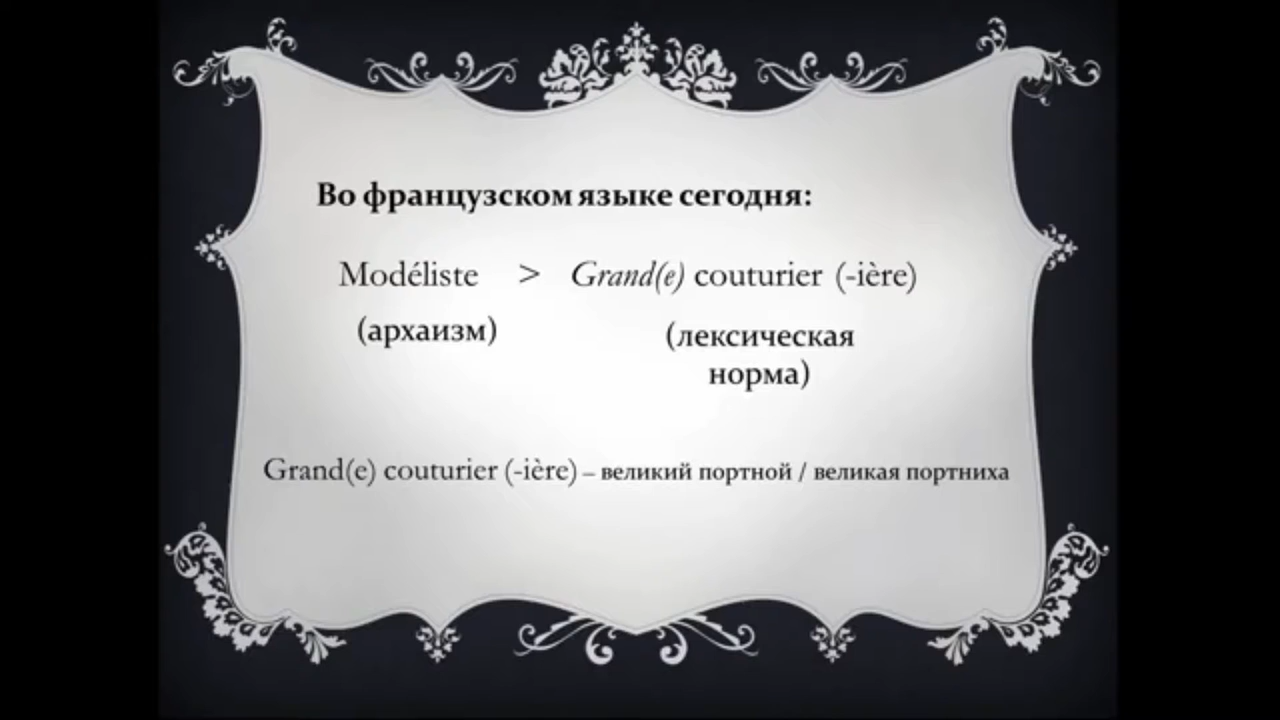 Во французском языке сегодня:
Modéliste > Grand(e) couturier (-ière)
(архаизм) (лексическая
норма)
Grand(e) couturier (-ière) – великий портной / великая портниха